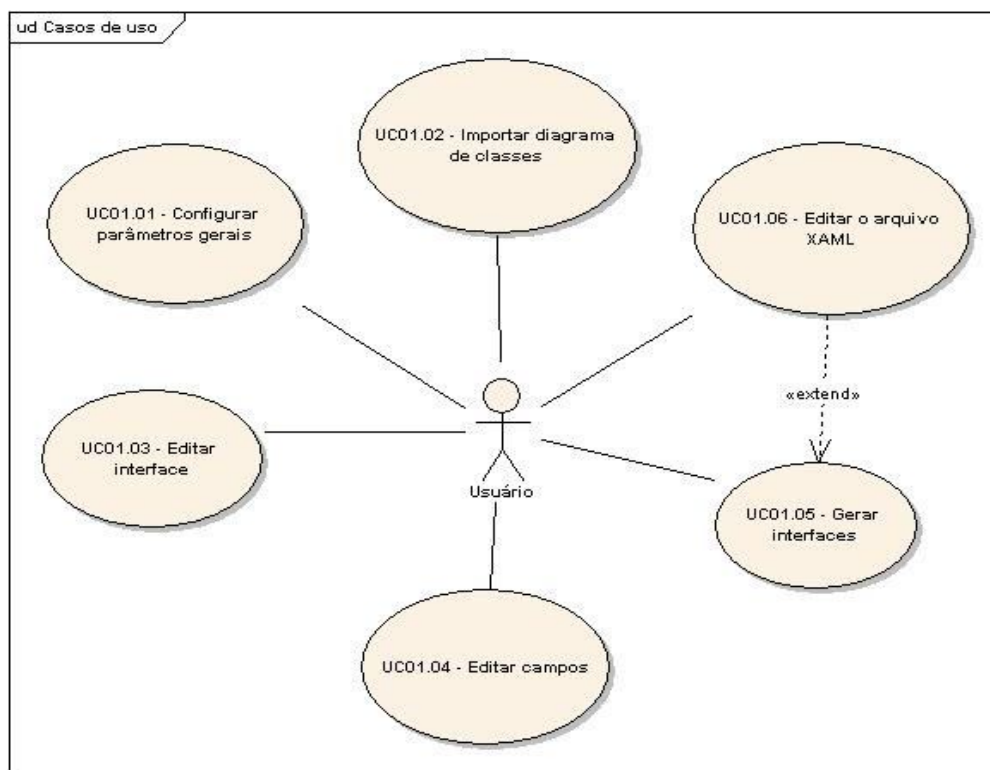 ud Casos de uso
UC01.02 - Importar diagrama
de classes
UC01.01 - Configurar
parâmetros gerais
UC01.06 - Editar o arquivo
XAML
«extend»
UC01.03 - Editar
interface
Usuário
UC01.05 - Gerar
interfaces
UC01.04 - Editar campos